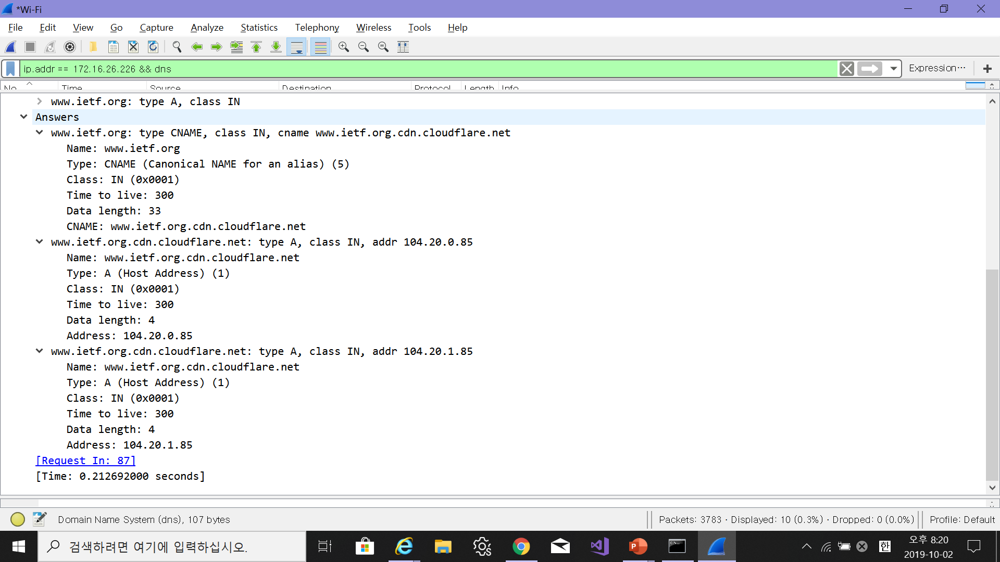 *Wi-Fi
File Edit View Go Capture Analyze Statistics Telephony Wireless Tools Help
ip.addr == 172.16.26.226 && dns
Expression…
No. Time Source Destination Protocol Length Info
www.ietf.org: type A, class IN
Answers
www.ietf.org: type CNAME, class IN, cname www.ietf.org.cdn.cloudflare.net
Name: www.ietf.org
Type: CNAME (Canonical NAME for an alias) (5)
Class: IN (0x0001)
Time to live: 300
Data length: 33
CNAME: www.ietf.org.cdn.cloudflare.net
www.ietf.org.cdn.cloudflare.net: type A, class IN, addr 104.20.0.85
Name: www.ietf.org.cdn.cloudflare.net
Type: A (Host Address) (1)
Class: IN (0x0001)
Time to live: 300
Data length: 4
Address: 104.20.0.85
www.ietf.org.cdn.cloudflare.net: type A, class IN, addr 104.20.1.85
Name: www.ietf.org.cdn.cloudflare.net
Type: A (Host Address) (1)
Class: IN (0x0001)
Time to live: 300
Data length: 4
Address: 104.20.1.85
[Request In: 87]
[Time: 0.212692000 seconds]
Domain Name System (dns), 107 bytes
Packets: 3783 · Displayed: 10 (0.3%) · Dropped: 0 (0.0%)
Profile: Default
검색하려면 여기에 입력하십시오.
한
오후 8:20
2019-10-02